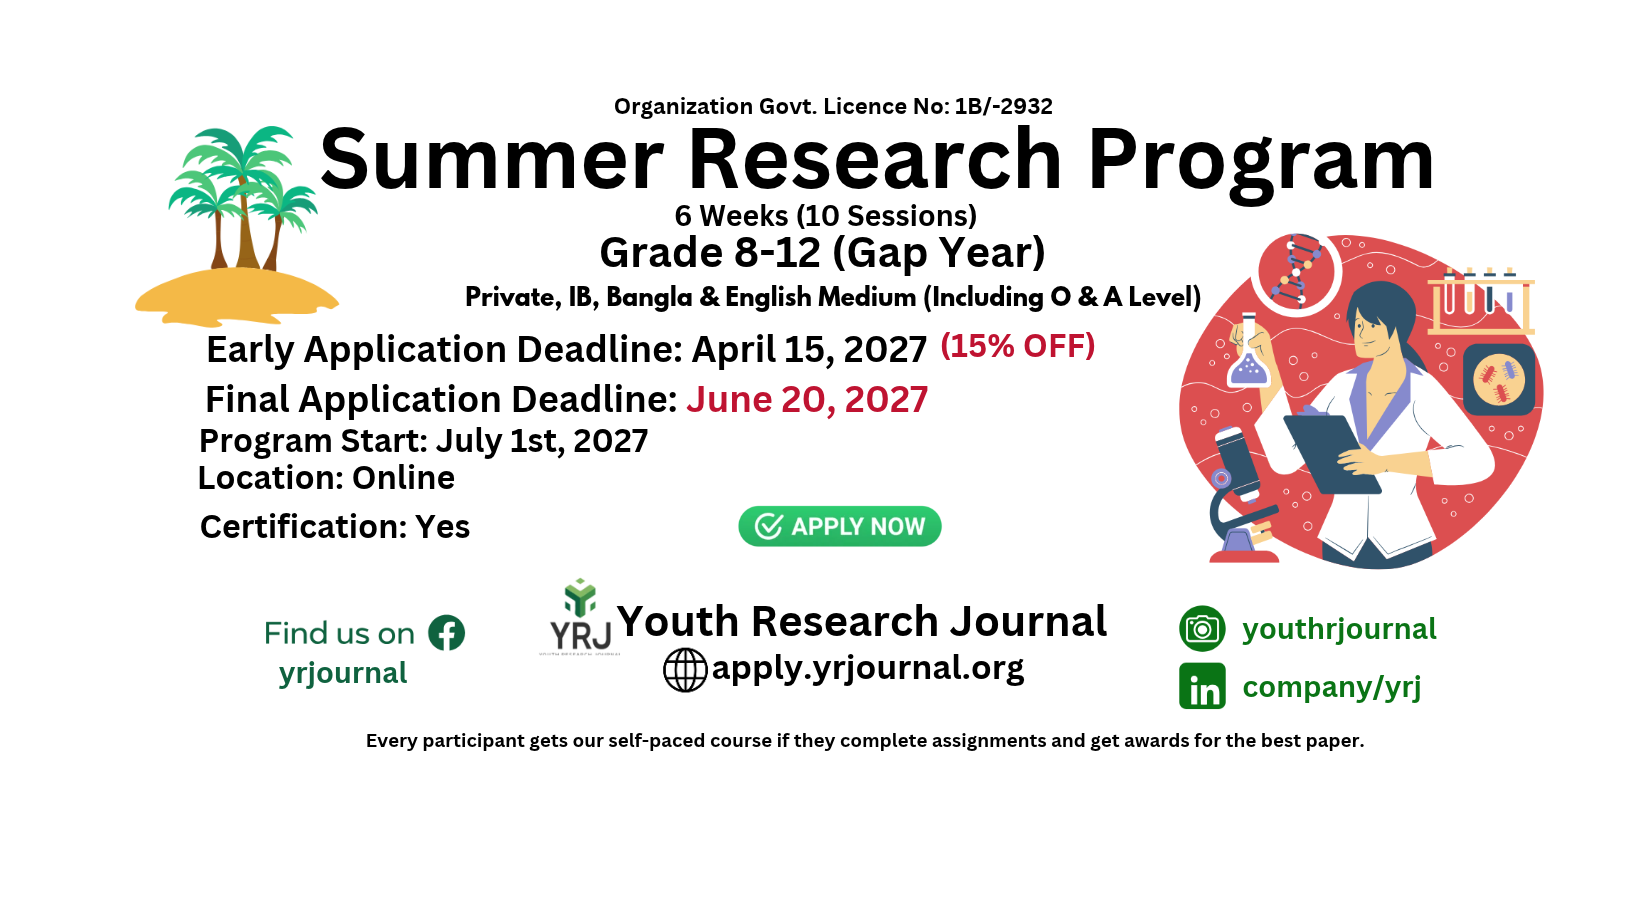 Organization Govt. Licence No: 1B/-2932
Summer Research Program
6 Weeks (10 Sessions)
Grade 8-12 (Gap Year)
Private, IB, Bangla & English Medium (Including O & A Level)
Early Application Deadline: April 15, 2027 (15% OFF)
Final Application Deadline: June 20, 2027
Program Start: July 1st, 2027
Location: Online
Certification: Yes
APPLY NOW
Find us on
yrjournal
YRJ
YOUTH RESEARCH JOURNAL
Youth Research Journal
apply.yrjournal.org
youthrjournal
in company/yrj
Every participant gets our self-paced course if they complete assignments and get awards for the best paper.